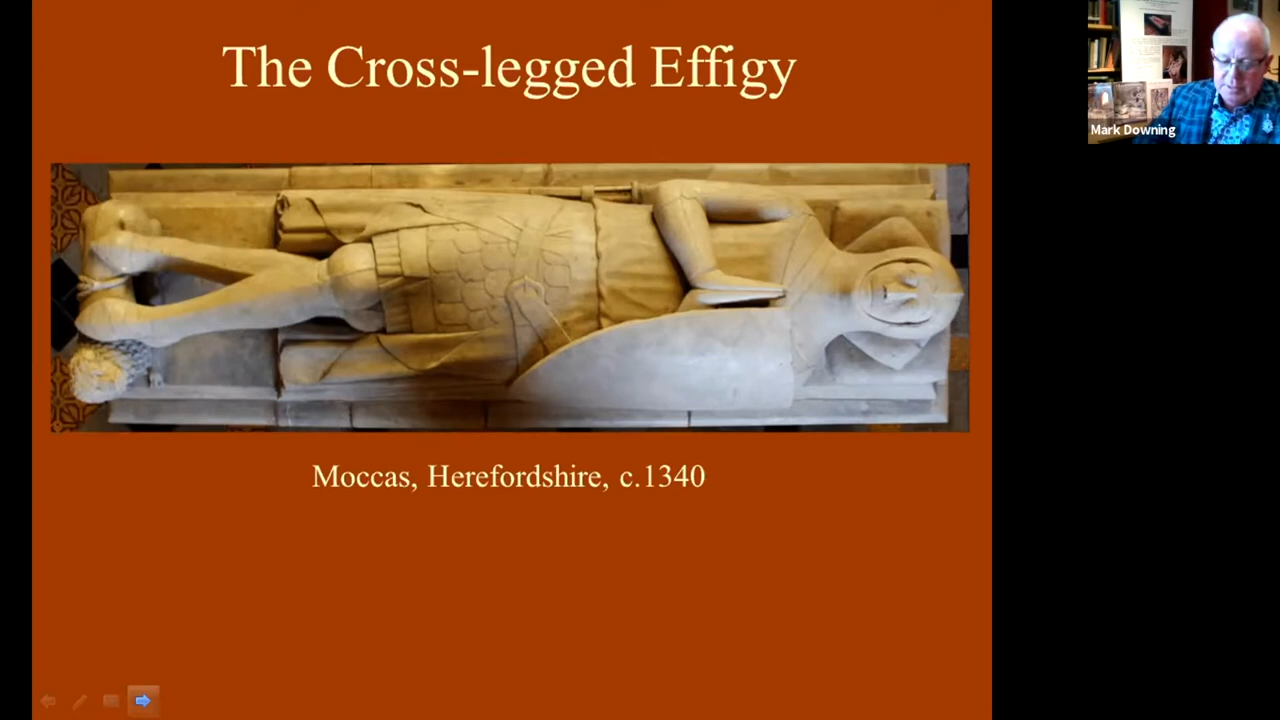 The Cross-legged Effigy
Mark Downing
Moccas, Herefordshire, c.1340